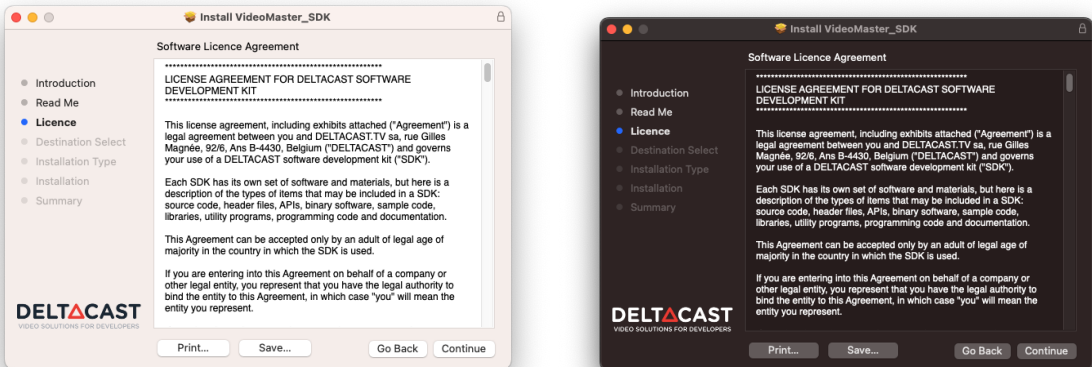 Install VideoMaster_SDK
Software Licence Agreement
Introduction
Read Me
Licence
Destination Select
Installation Type
Installation
Summary
************************************************************
LICENSE AGREEMENT FOR DELTACAST SOFTWARE
DEVELOPMENT KIT
************************************************************
This license agreement, including exhibits attached ("Agreement") is a
legal agreement between you and DELTACAST.TV sa, rue Gilles
Magnée, 92/6, Ans B-4430, Belgium ("DELTACAST") and governs
your use of a DELTACAST software development kit ("SDK").
Each SDK has its own set of software and materials, but here is a
description of the types of items that may be included in a SDK:
source code, header files, APIs, binary software, sample code,
libraries, utility programs, programming code and documentation.
This Agreement can be accepted only by an adult of legal age of
majority in the country in which the SDK is used.
If you are entering into this Agreement on behalf of a company or
other legal entity, you represent that you have the legal authority to
bind the entity to this Agreement, in which case "you" will mean the
entity you represent.
DELTACAST
VIDEO SOLUTIONS FOR DEVELOPERS
Print...
Save...
Go Back
Continue
Install VideoMaster_SDK
Software Licence Agreement
Introduction
Read Me
Licence
Destination Select
Installation Type
Installation
Summary
************************************************************
LICENSE AGREEMENT FOR DELTACAST SOFTWARE
DEVELOPMENT KIT
************************************************************
This license agreement, including exhibits attached ("Agreement") is a
legal agreement between you and DELTACAST.TV sa, rue Gilles
Magnée, 92/6, Ans B-4430, Belgium ("DELTACAST") and governs
your use of a DELTACAST software development kit ("SDK").
Each SDK has its own set of software and materials, but here is a
description of the types of items that may be included in a SDK:
source code, header files, APIs, binary software, sample code,
libraries, utility programs, programming code and documentation.
This Agreement can be accepted only by an adult of legal age of
majority in the country in which the SDK is used.
If you are entering into this Agreement on behalf of a company or
other legal entity, you represent that you have the legal authority to
bind the entity to this Agreement, in which case "you" will mean the
entity you represent.
DELTACAST
VIDEO SOLUTIONS FOR DEVELOPERS
Print...
Save...
Go Back
Continue